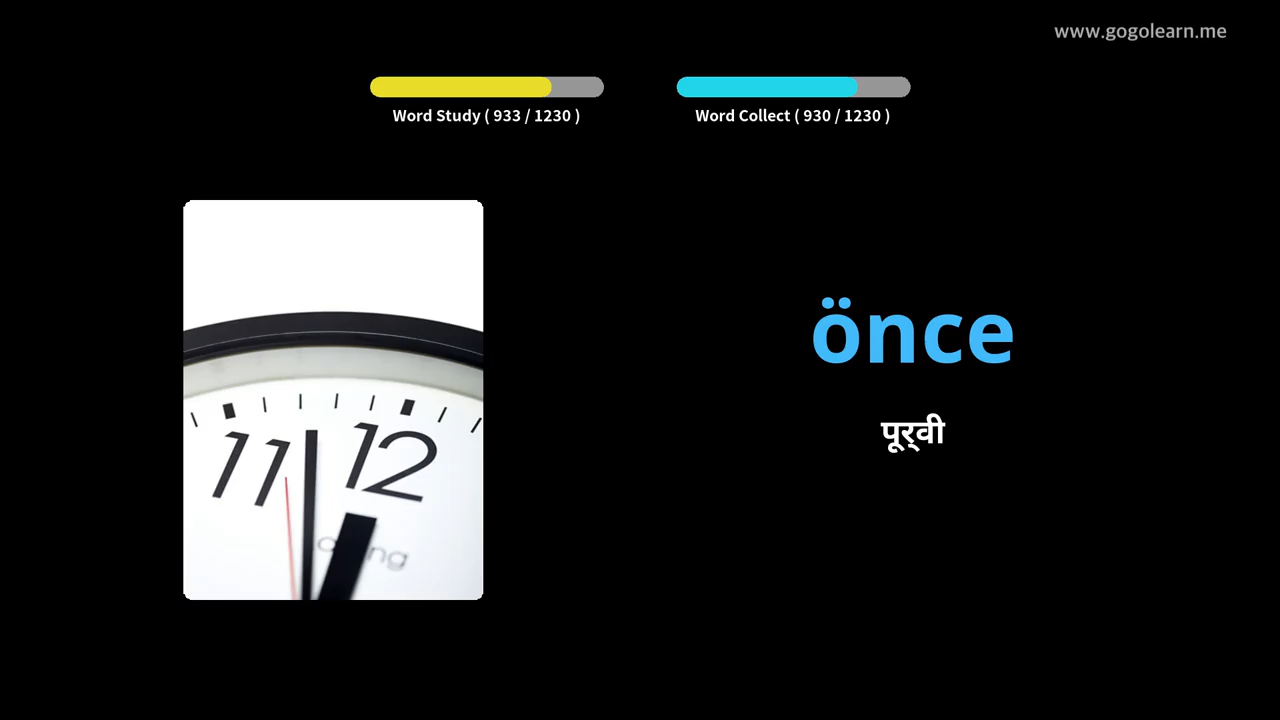 www.gogolearn.me
Word Study ( 933 / 1230 )
Word Collect ( 930 / 1230 )
11 12
önce
पूर्वी